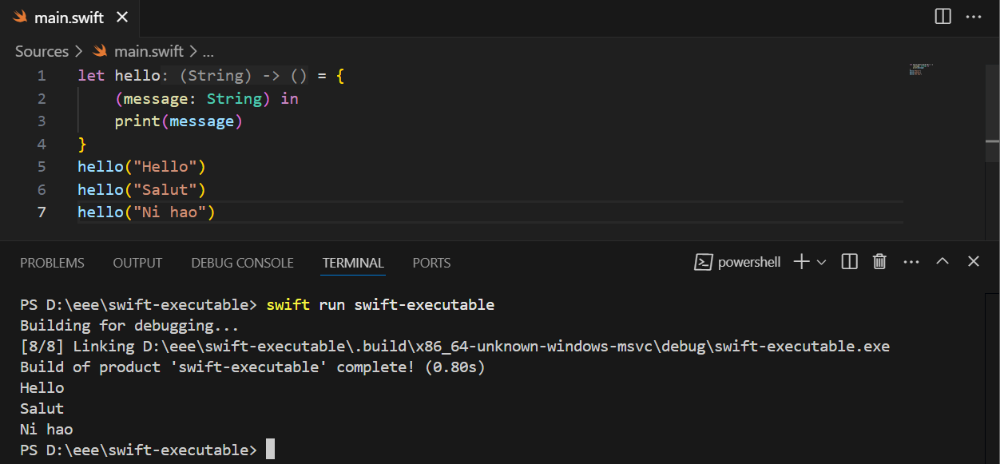 main.swift
Sources > main.swift > ...
1 let hello: (String) -> () = {
2 (message: String) in
3 print(message)
4 }
5 hello("Hello")
6 hello("Salut")
7 hello("Ni hao")
PROBLEMS OUTPUT DEBUG CONSOLE TERMINAL PORTS powershell
PS D:\eee\swift-executable> swift run swift-executable
Building for debugging...
[8/8] Linking D:\eee\swift-executable\.build\x86_64-unknown-windows-msvc\debug\swift-executable.exe
Build of product 'swift-executable' complete! (0.80s)
Hello
Salut
Ni hao
PS D:\eee\swift-executable>